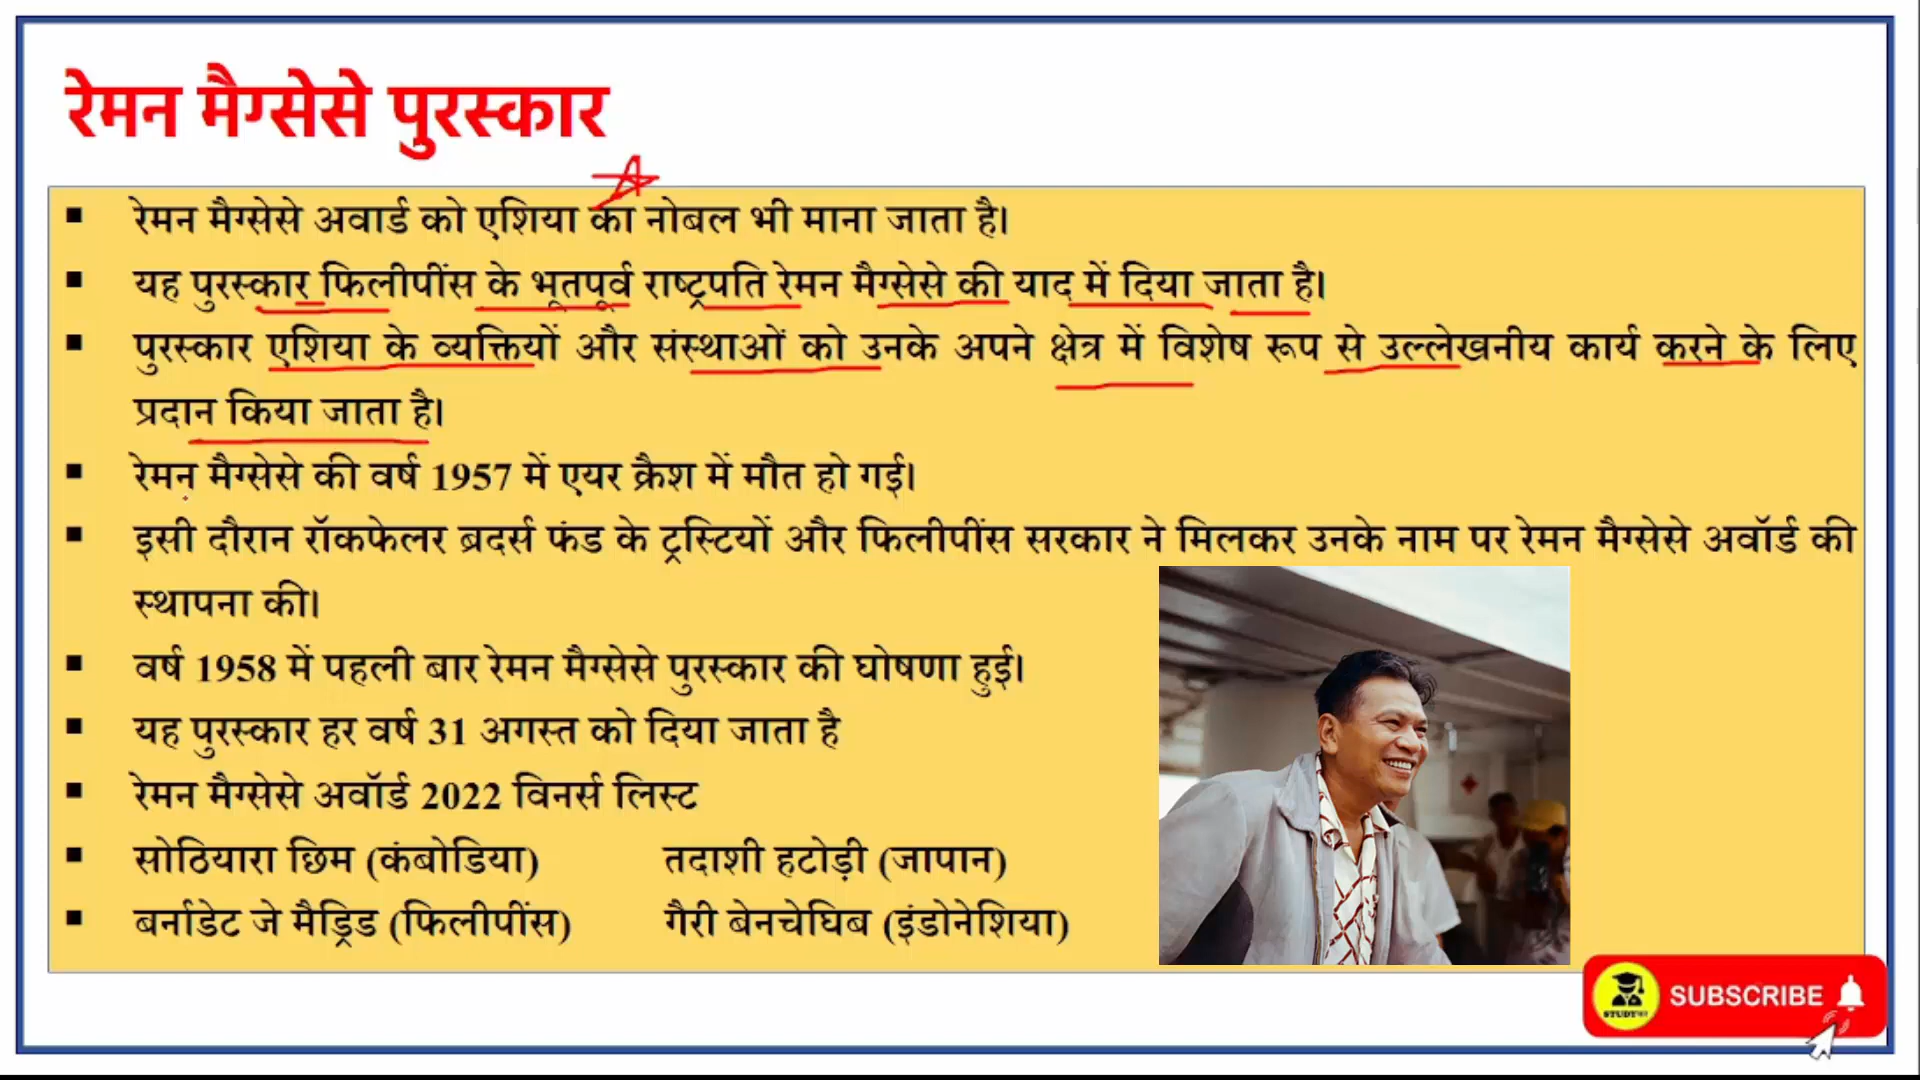 रेमन मैग्सेसे पुरस्कार
▪ रेमन मैग्सेसे अवार्ड को एशिया का नोबल भी माना जाता है।
▪ यह पुरस्कार फिलीपींस के भूतपूर्व राष्ट्रपति रेमन मैग्सेसे की याद में दिया जाता है।
▪ पुरस्कार एशिया के व्यक्तियों और संस्थाओं को उनके अपने क्षेत्र में विशेष रूप से उल्लेखनीय कार्य करने के लिए
प्रदान किया जाता है।
▪ रेमन मैग्सेसे की वर्ष 1957 में एयर क्रैश में मौत हो गई।
▪ इसी दौरान रॉकफेलर ब्रदर्स फंड के ट्रस्टियों और फिलीपींस सरकार ने मिलकर उनके नाम पर रेमन मैग्सेसे अवॉर्ड की
स्थापना की।
▪ वर्ष 1958 में पहली बार रेमन मैग्सेसे पुरस्कार की घोषणा हुई।
▪ यह पुरस्कार हर वर्ष 31 अगस्त को दिया जाता है
▪ रेमन मैग्सेसे अवॉर्ड 2022 विनर्स लिस्ट
▪ सोठियारा छिम (कंबोडिया) तदाशी हटोड़ी (जापान)
▪ बर्नाडेट जे मैड्रिड (फिलीपींस) गैरी बेनचेघिब (इंडोनेशिया)
SUBSCRIBE